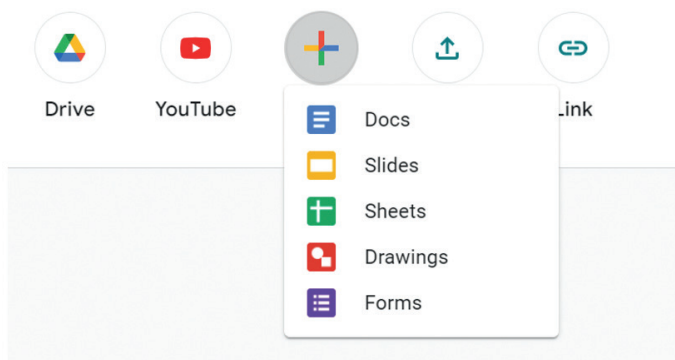 Drive
YouTube
Link
Docs
Slides
Sheets
Drawings
Forms